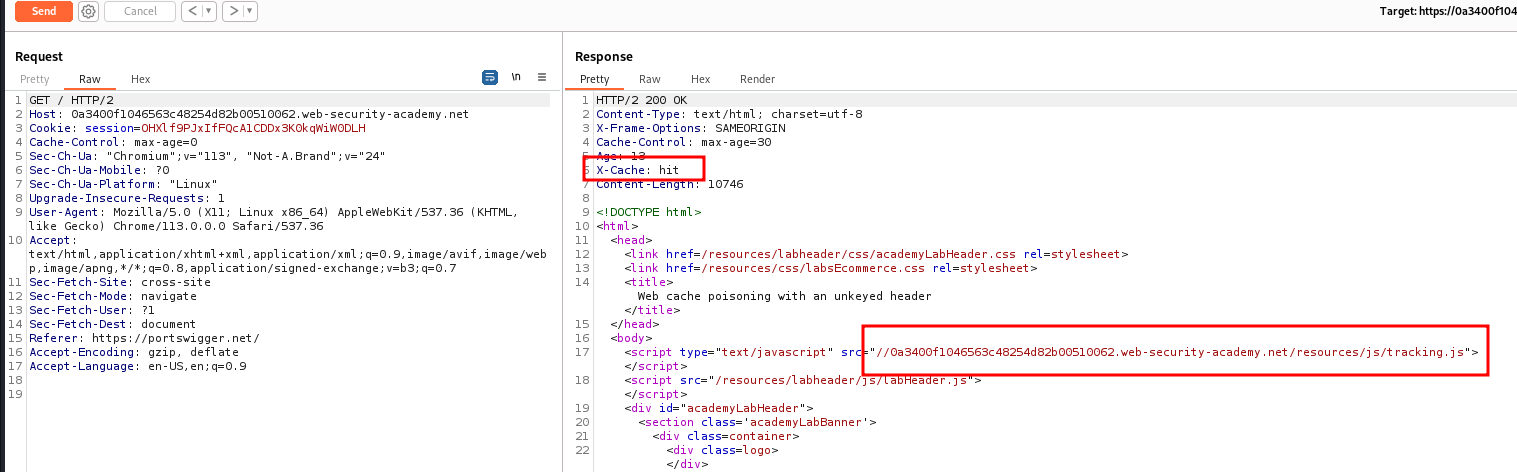 Send
Cancel
<
>
Target: https://0a3400f104
Request
Response
Pretty
Raw
Hex
\n
Pretty
Raw
Hex
Render
1 GET / HTTP/2
2 Host: 0a3400f1046563c48254d82b00510062.web-security-academy.net
3 Cookie: session=OHXlf9PJxIfFQcAlCDDx3K0kqWiW0DLH
4 Cache-Control: max-age=0
5 Sec-Ch-Ua: "Chromium";v="113", "Not-A.Brand";v="24"
6 Sec-Ch-Ua-Mobile: ?0
7 Sec-Ch-Ua-Platform: "Linux"
8 Upgrade-Insecure-Requests: 1
9 User-Agent: Mozilla/5.0 (X11; Linux x86_64) AppleWebKit/537.36 (KHTML,
like Gecko) Chrome/113.0.0.0 Safari/537.36
10 Accept:
text/html,application/xhtml+xml,application/xml;q=0.9,image/avif,image/web
p,image/apng,*/*;q=0.8,application/signed-exchange;v=b3;q=0.7
11 Sec-Fetch-Site: cross-site
12 Sec-Fetch-Mode: navigate
13 Sec-Fetch-User: ?1
14 Sec-Fetch-Dest: document
15 Referer: https://portswigger.net/
16 Accept-Encoding: gzip, deflate
17 Accept-Language: en-US,en;q=0.9
18
19
1 HTTP/2 200 OK
2 Content-Type: text/html; charset=utf-8
3 X-Frame-Options: SAMEORIGIN
4 Cache-Control: max-age=30
5 Age: 13
6 X-Cache: hit
7 Content-Length: 10746
8
9 <!DOCTYPE html>
10 <html>
11 <head>
12 <link href=/resources/labheader/css/academyLabHeader.css rel=stylesheet>
13 <link href=/resources/css/labsEcommerce.css rel=stylesheet>
14 <title>
Web cache poisoning with an unkeyed header
</title>
15 </head>
16 <body>
17 <script type="text/javascript" src="//0a3400f1046563c48254d82b00510062.web-security-academy.net/resources/js/tracking.js">
</script>
18 <script src="/resources/labheader/js/labHeader.js">
</script>
19 <div id="academyLabHeader">
20 <section class='academyLabBanner'>
21 <div class=container>
22 <div class=logo>
</div>